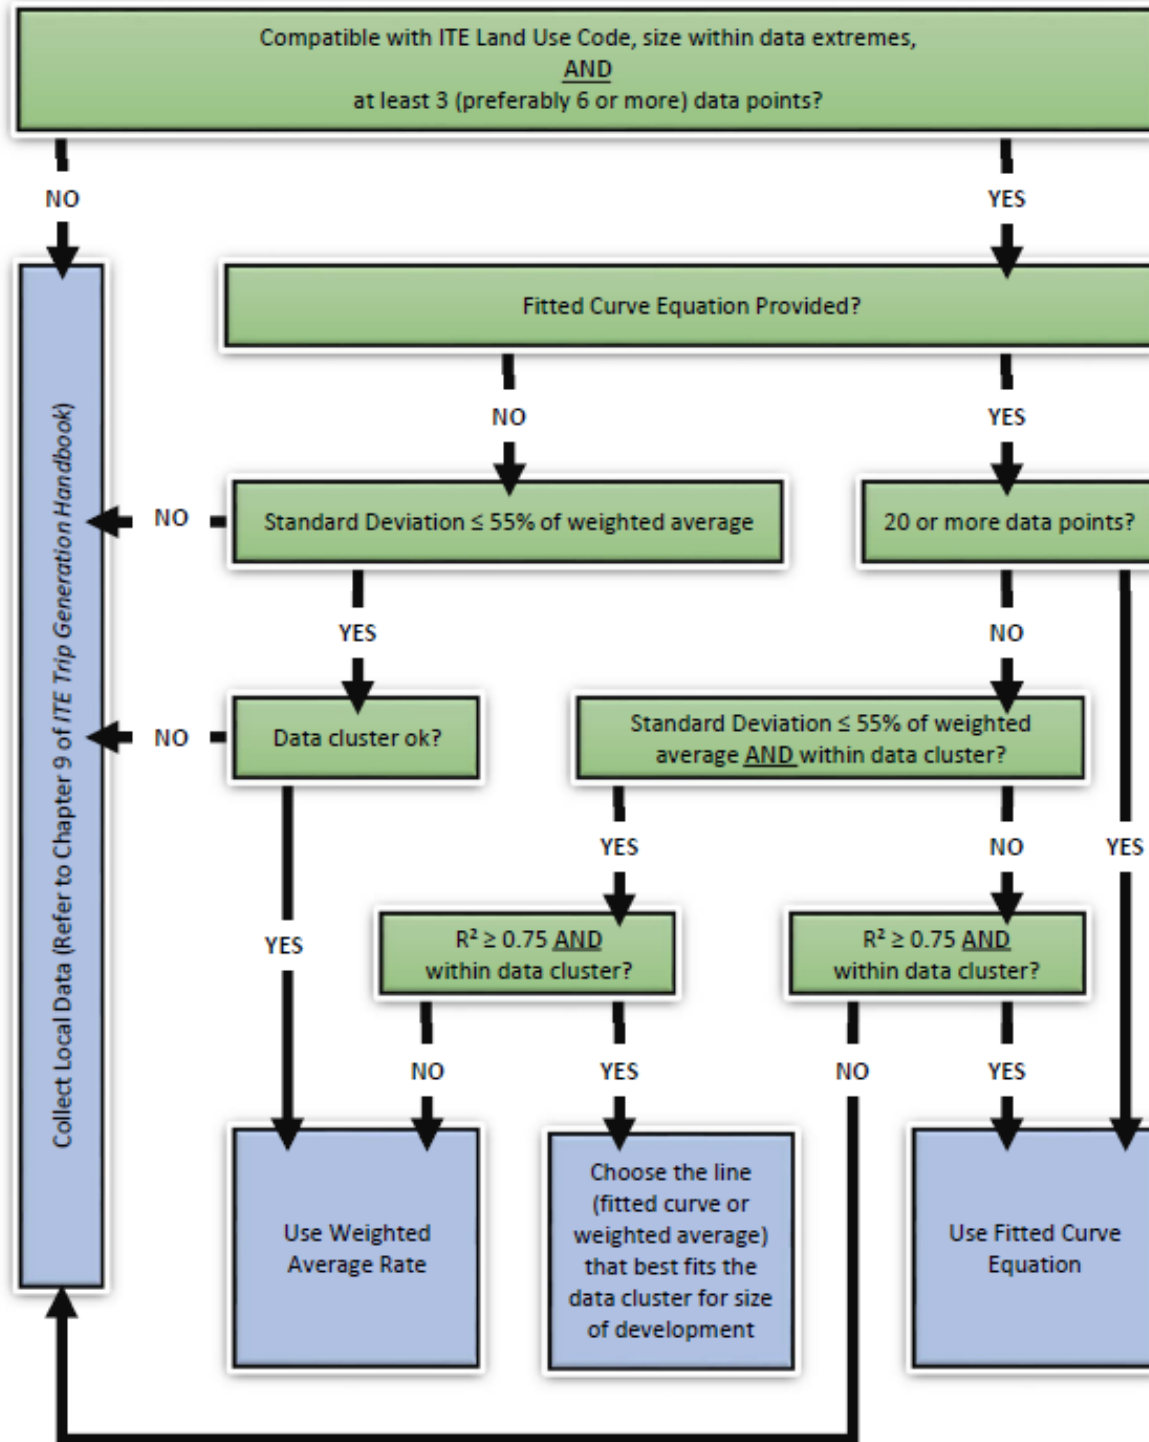 Compatible with ITE Land Use Code, size within data extremes,
AND
at least 3 (preferably 6 or more) data points?
NO
YES
Fitted Curve Equation Provided?
NO
YES
Collect Local Data (Refer to Chapter 9 of ITE Trip Generation Handbook)
NO
Standard Deviation ≤ 55% of weighted average
20 or more data points?
YES
NO
NO
Data cluster ok?
Standard Deviation ≤ 55% of weighted
average AND within data cluster?
YES
NO
YES
YES
R² ≥ 0.75 AND
within data cluster?
R² ≥ 0.75 AND
within data cluster?
NO
YES
NO
YES
Use Weighted
Average Rate
Choose the line
(fitted curve or
weighted average)
that best fits the
data cluster for size
of development
Use Fitted Curve
Equation